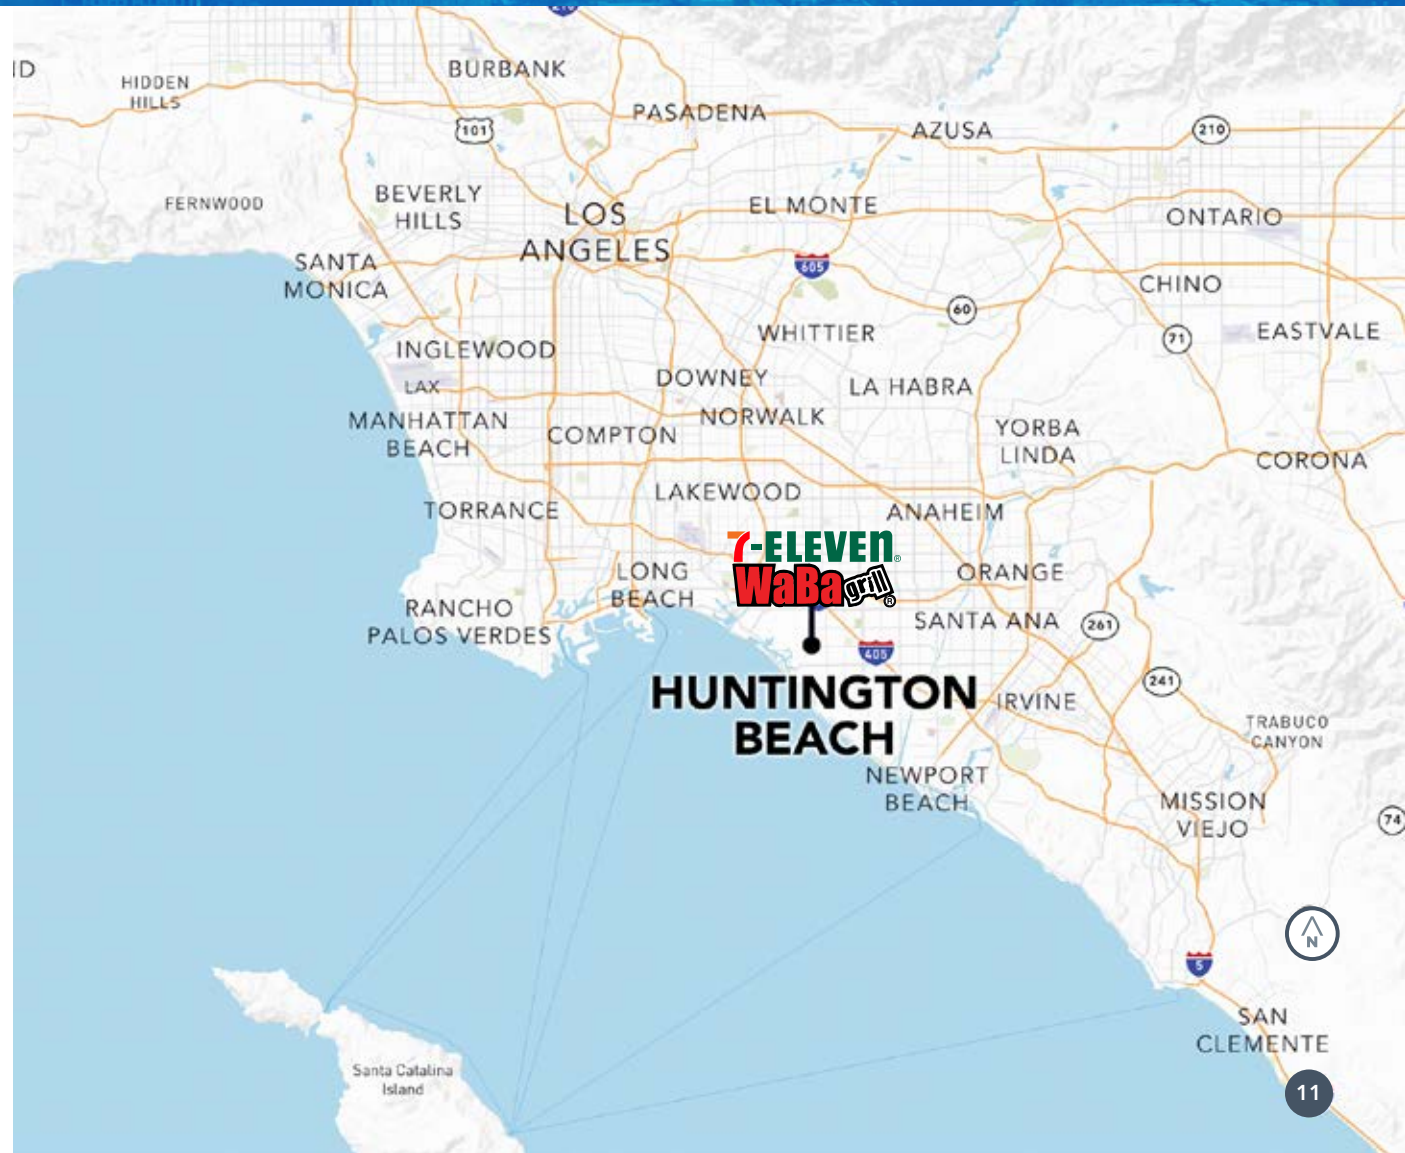 210
ID
HIDDEN
HILLS
BURBANK
101
PASADENA
AZUSA
210
FERNWOOD
BEVERLY
HILLS
LOS
ANGELES
EL MONTE
ONTARIO
SANTA
MONICA
605
CHINO
60
WHITTIER
71
EASTVALE
INGLEWOOD
LAX
DOWNEY
LA HABRA
MANHATTAN
BEACH
COMPTON
NORWALK
YORBA
LINDA
CORONA
LAKEWOOD
TORRANCE
ANAHEIM
7-ELEVEn®
WaBa grill®
LONG
BEACH
ORANGE
RANCHO
PALOS VERDES
SANTA ANA
261
405
241
HUNTINGTON
BEACH
IRVINE
TRABUCO
CANYON
NEWPORT
BEACH
MISSION
VIEJO
74
N
5
SAN
CLEMENTE
Santa Catalina
Island
11